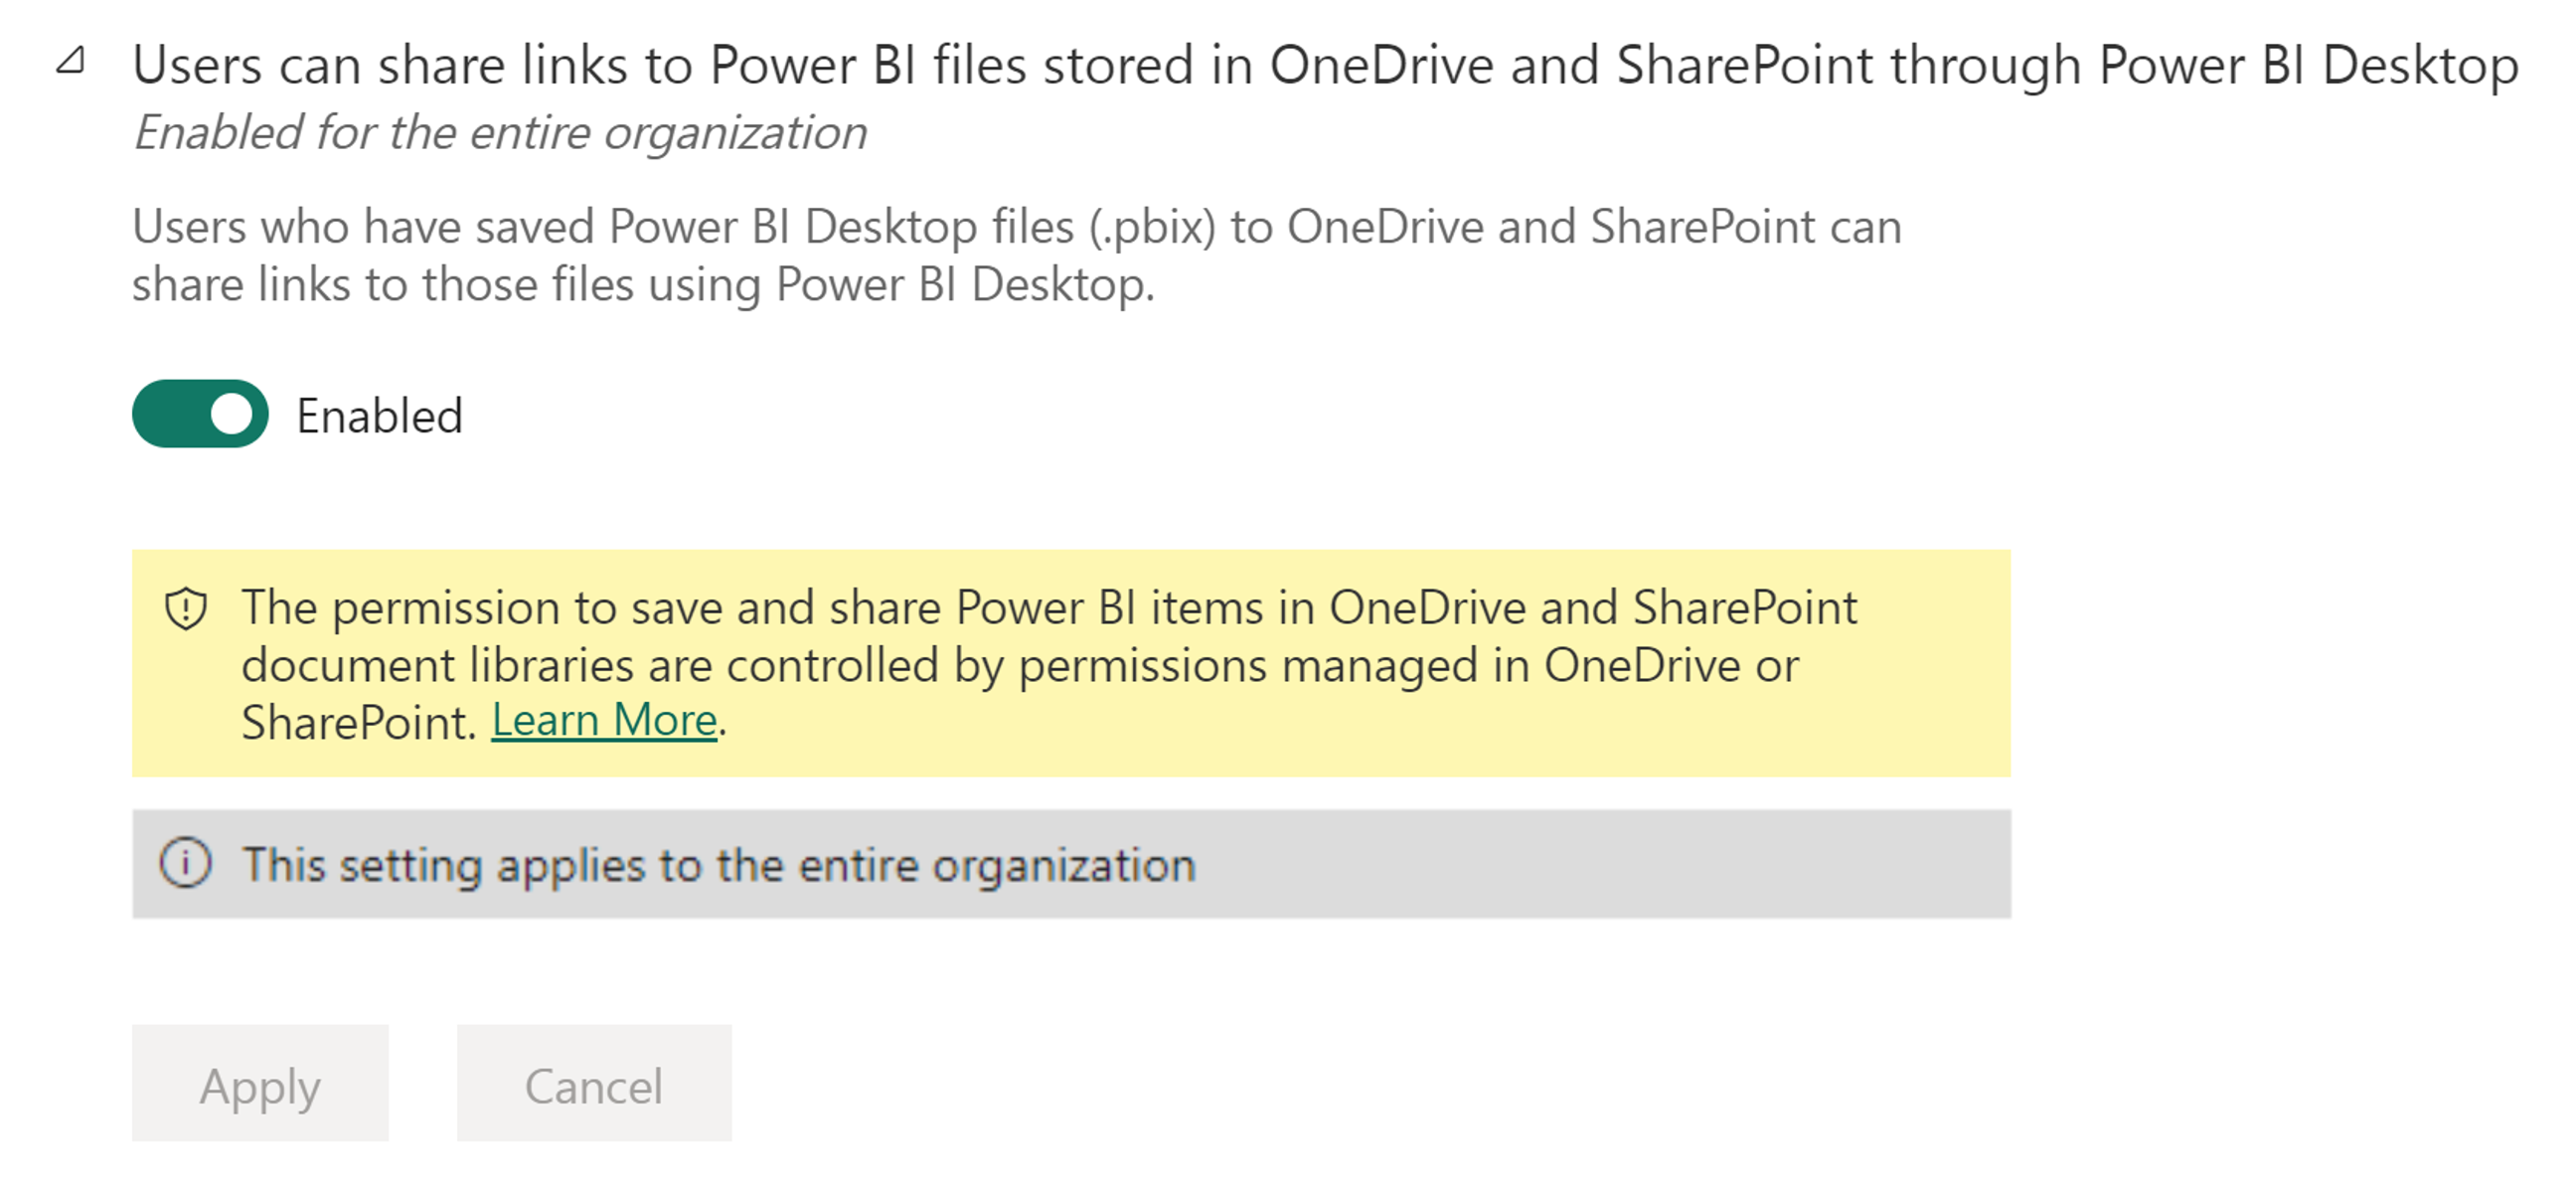 Users can share links to Power BI files stored in OneDrive and SharePoint through Power BI Desktop
Enabled for the entire organization
Users who have saved Power BI Desktop files (.pbix) to OneDrive and SharePoint can
share links to those files using Power BI Desktop.
Enabled
The permission to save and share Power BI items in OneDrive and SharePoint
document libraries are controlled by permissions managed in OneDrive or
SharePoint. Learn More.
This setting applies to the entire organization
Apply
Cancel